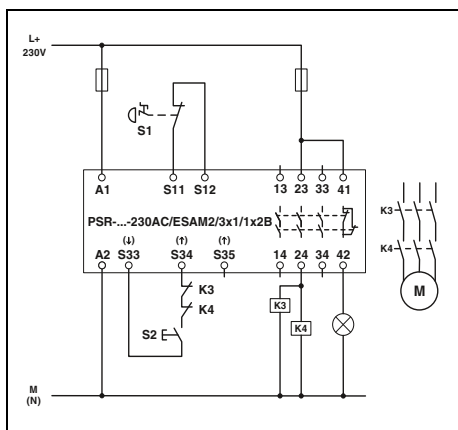 L+
230V
S1
A1 S11 S12 13 23 33 41
PSR-...-230AC/ESAM2/3x1/1x2B
(↓) (↑) (↑)
A2 S33 S34 S35 14 24 34 42
K3
K4
S2
K3
K4
K3
K4
M
M
(N)